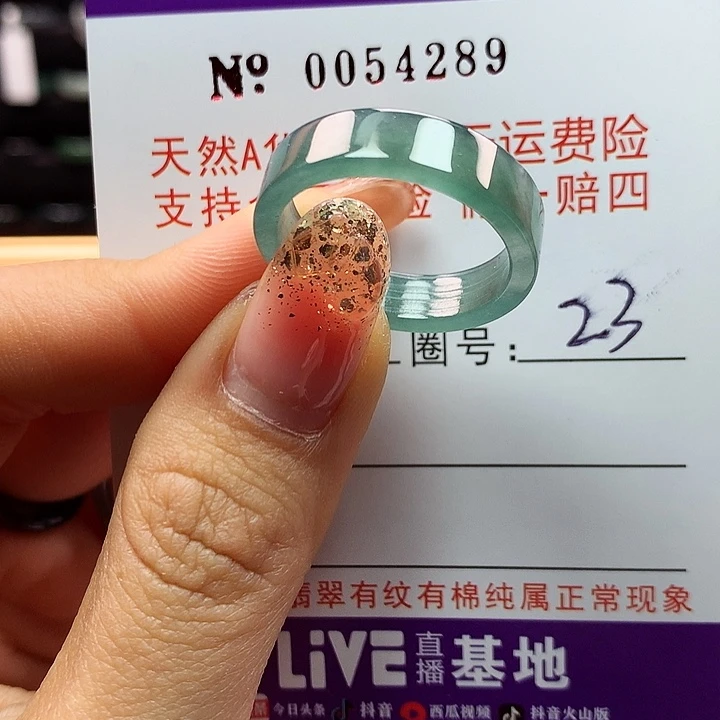 № 0054289
天然A货 运费险
支持 验 假一赔四
圈号: 23
翡翠有纹有棉纯属正常现象
LIVE 直播 基地
今日头条 抖音 西瓜视频 抖音火山版